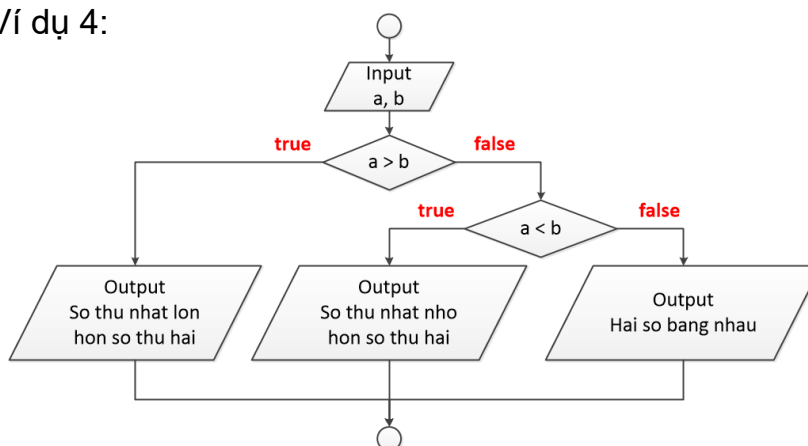 Ví dụ 4:
Input
a, b
true
a > b
false
true
a < b
false
Output
So thu nhat lon
hon so thu hai
Output
So thu nhat nho
hon so thu hai
Output
Hai so bang nhau